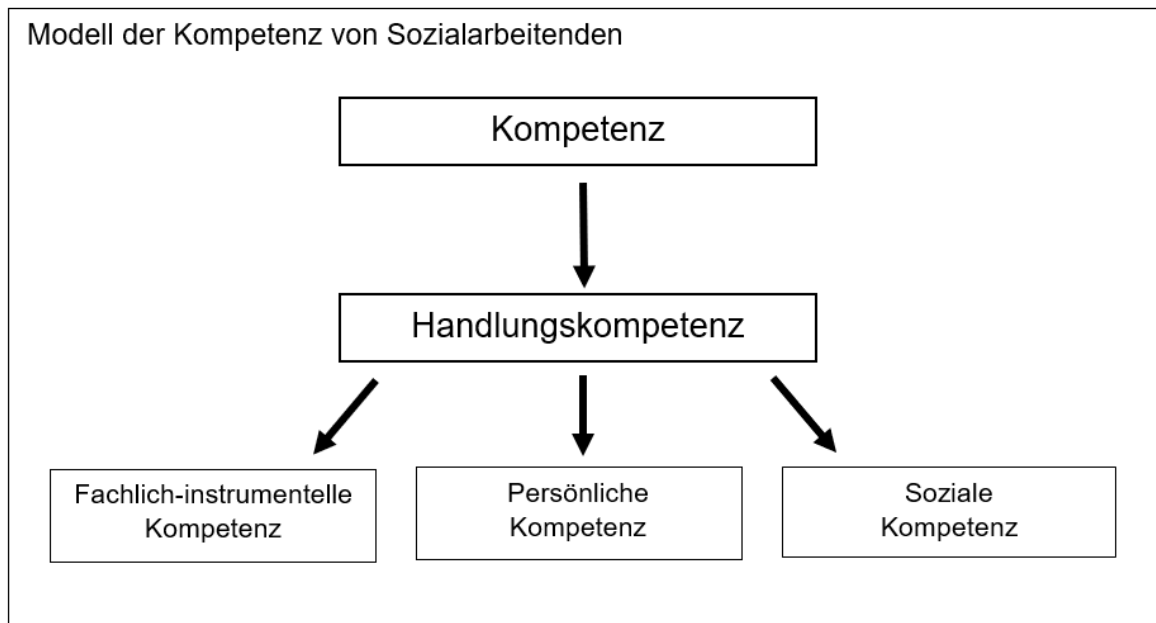 Modell der Kompetenz von Sozialarbeitenden
Kompetenz
Handlungskompetenz
Fachlich-instrumentelle
Kompetenz
Persönliche
Kompetenz
Soziale
Kompetenz